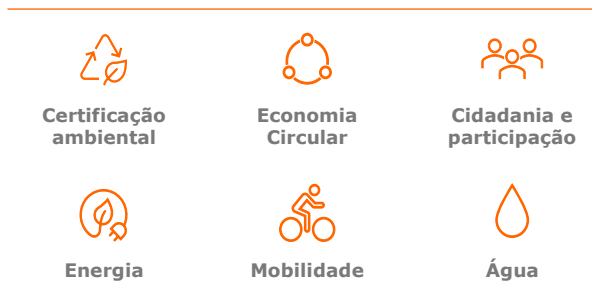 Certificação
ambiental
Economia
Circular
Cidadania e
participação
Energia
Mobilidade
Água